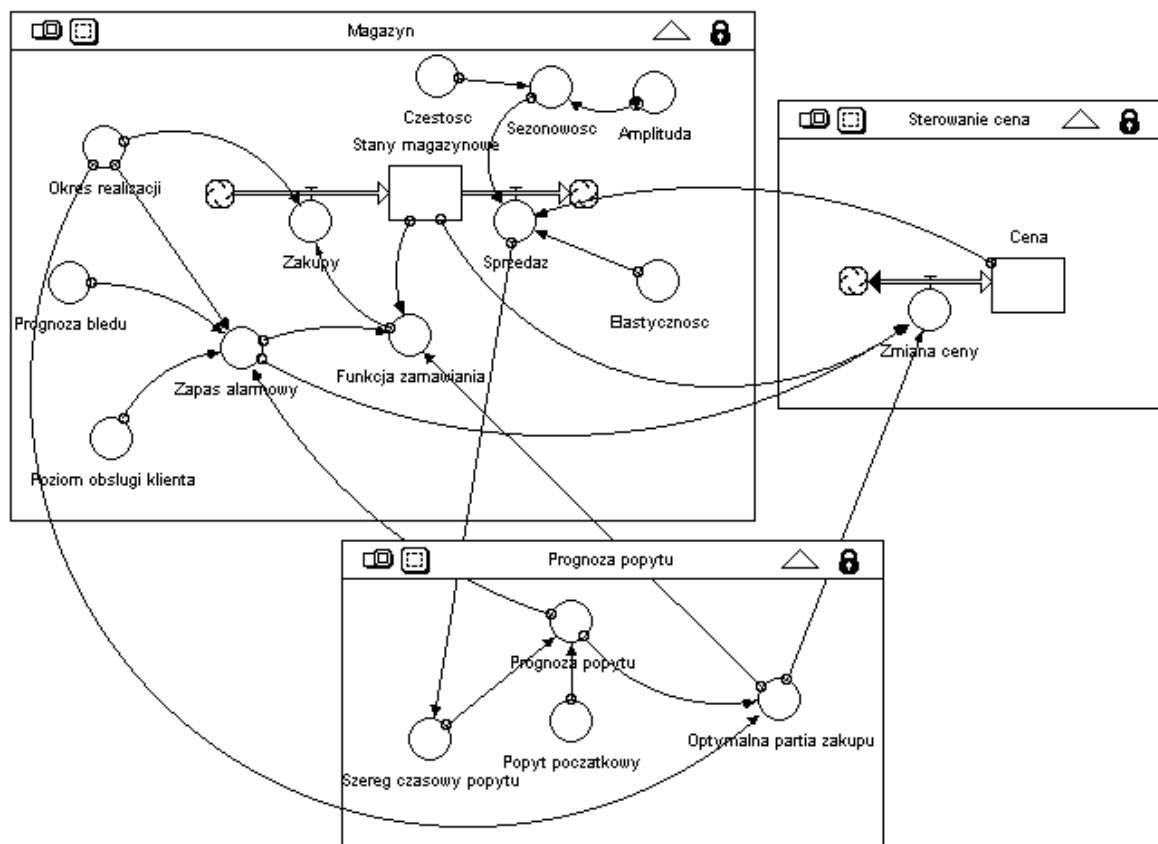 Magazyn
Czestosc
Sezonowosc
Amplituda
Stany magazynowe
Okres realizacji
Zakupy
Sprzedaz
Elastycznosc
Prognoza bledu
Zapas alarmowy
Funkcja zamawiania
Poziom obslugi klienta
Sterowanie cena
Cena
Zmiana ceny
Prognoza popytu
Prognoza popytu
Szereg czasowy popytu
Popyt poczatkowy
Optymalna partia zakupu